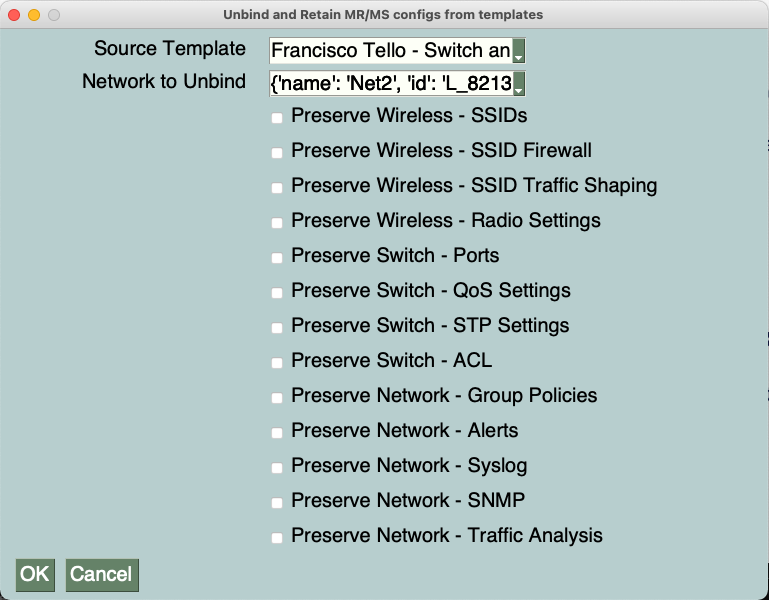 Unbind and Retain MR/MS configs from templates
Source Template Francisco Tello - Switch an
Network to Unbind {'name': 'Net2', 'id': 'L_8213
Preserve Wireless - SSIDs
Preserve Wireless - SSID Firewall
Preserve Wireless - SSID Traffic Shaping
Preserve Wireless - Radio Settings
Preserve Switch - Ports
Preserve Switch - QoS Settings
Preserve Switch - STP Settings
Preserve Switch - ACL
Preserve Network - Group Policies
Preserve Network - Alerts
Preserve Network - Syslog
Preserve Network - SNMP
Preserve Network - Traffic Analysis
OK Cancel